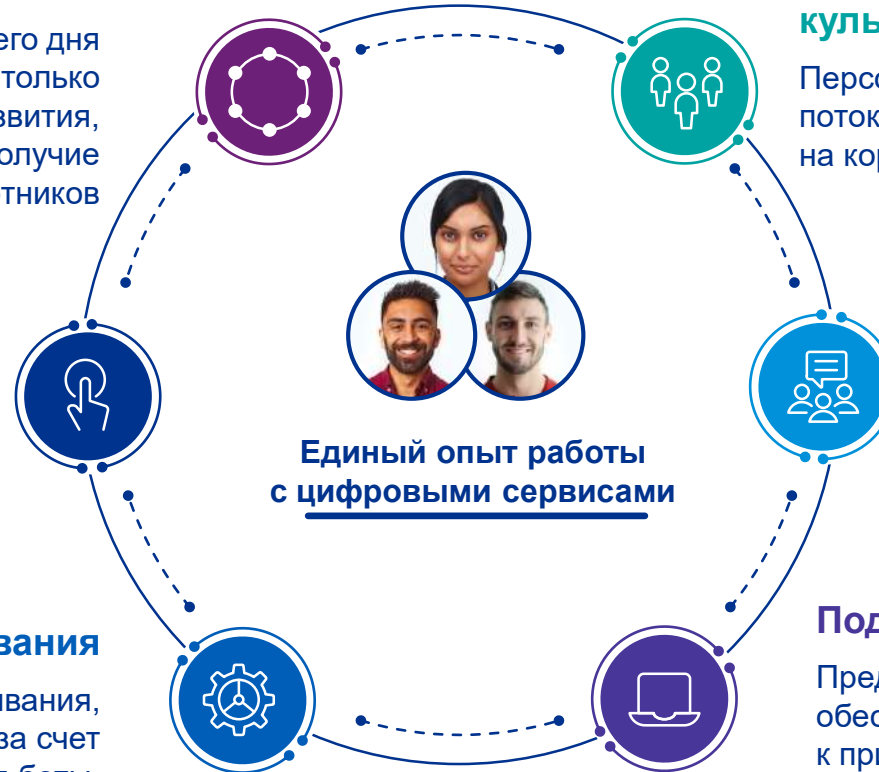 его дня
только
звития,
олучие
тников
куль
Персо
поток
на кор
Единый опыт работы
с цифровыми сервисами
вания
ивания,
за счет
Под
Пред
обес
к при